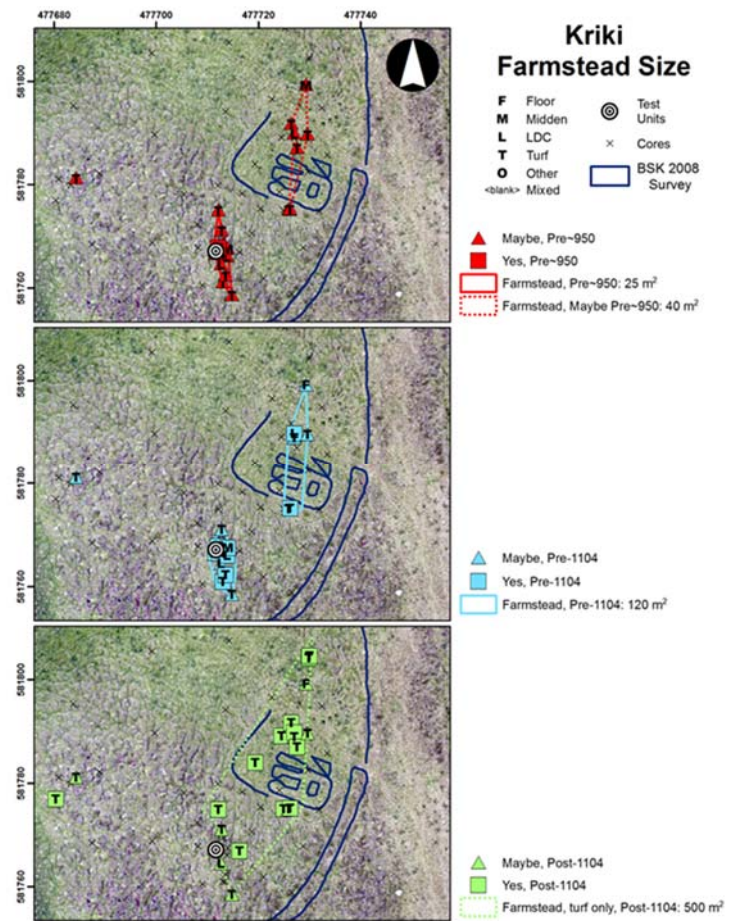 477680 477720 477740
581800
581780
581760
Kriki
Farmstead Size
F Floor
M Midden
L LDC
T Turf
O Other
<blank> Mixed
Test
Units
Cores
BSK 2008
Survey
Maybe, Pre~950
Yes, Pre~950
Farmstead, Pre~950: 25 m²
Farmstead, Maybe Pre~950: 40 m²
581800
581780
581760
F
L T
T
T
T
M
L
T
T
T
Maybe, Pre-1104
Yes, Pre-1104
Farmstead, Pre-1104: 120 m²
581800
581780
581760
T
F
T
T T T
T
T
T
T
T
T T
T
T
L
T
Maybe, Post-1104
Yes, Post-1104
Farmstead, turf only, Post-1104: 500 m²